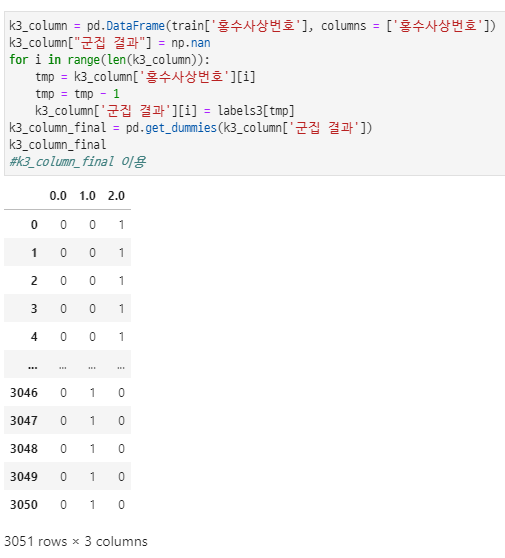 k3_column = pd.DataFrame(train['홍수사상번호'], columns = ['홍수사상번호'])
k3_column["군집 결과"] = np.nan
for i in range(len(k3_column)):
    tmp = k3_column['홍수사상번호'][i]
    tmp = tmp - 1
    k3_column['군집 결과'][i] = labels3[tmp]
k3_column_final = pd.get_dummies(k3_column['군집 결과'])
k3_column_final
#k3_column_final 이용
0.0 1.0 2.0
0 0 0 1
1 0 0 1
2 0 0 1
3 0 0 1
4 0 0 1
... ... ... ...
3046 0 1 0
3047 0 1 0
3048 0 1 0
3049 0 1 0
3050 0 1 0
3051 rows × 3 columns